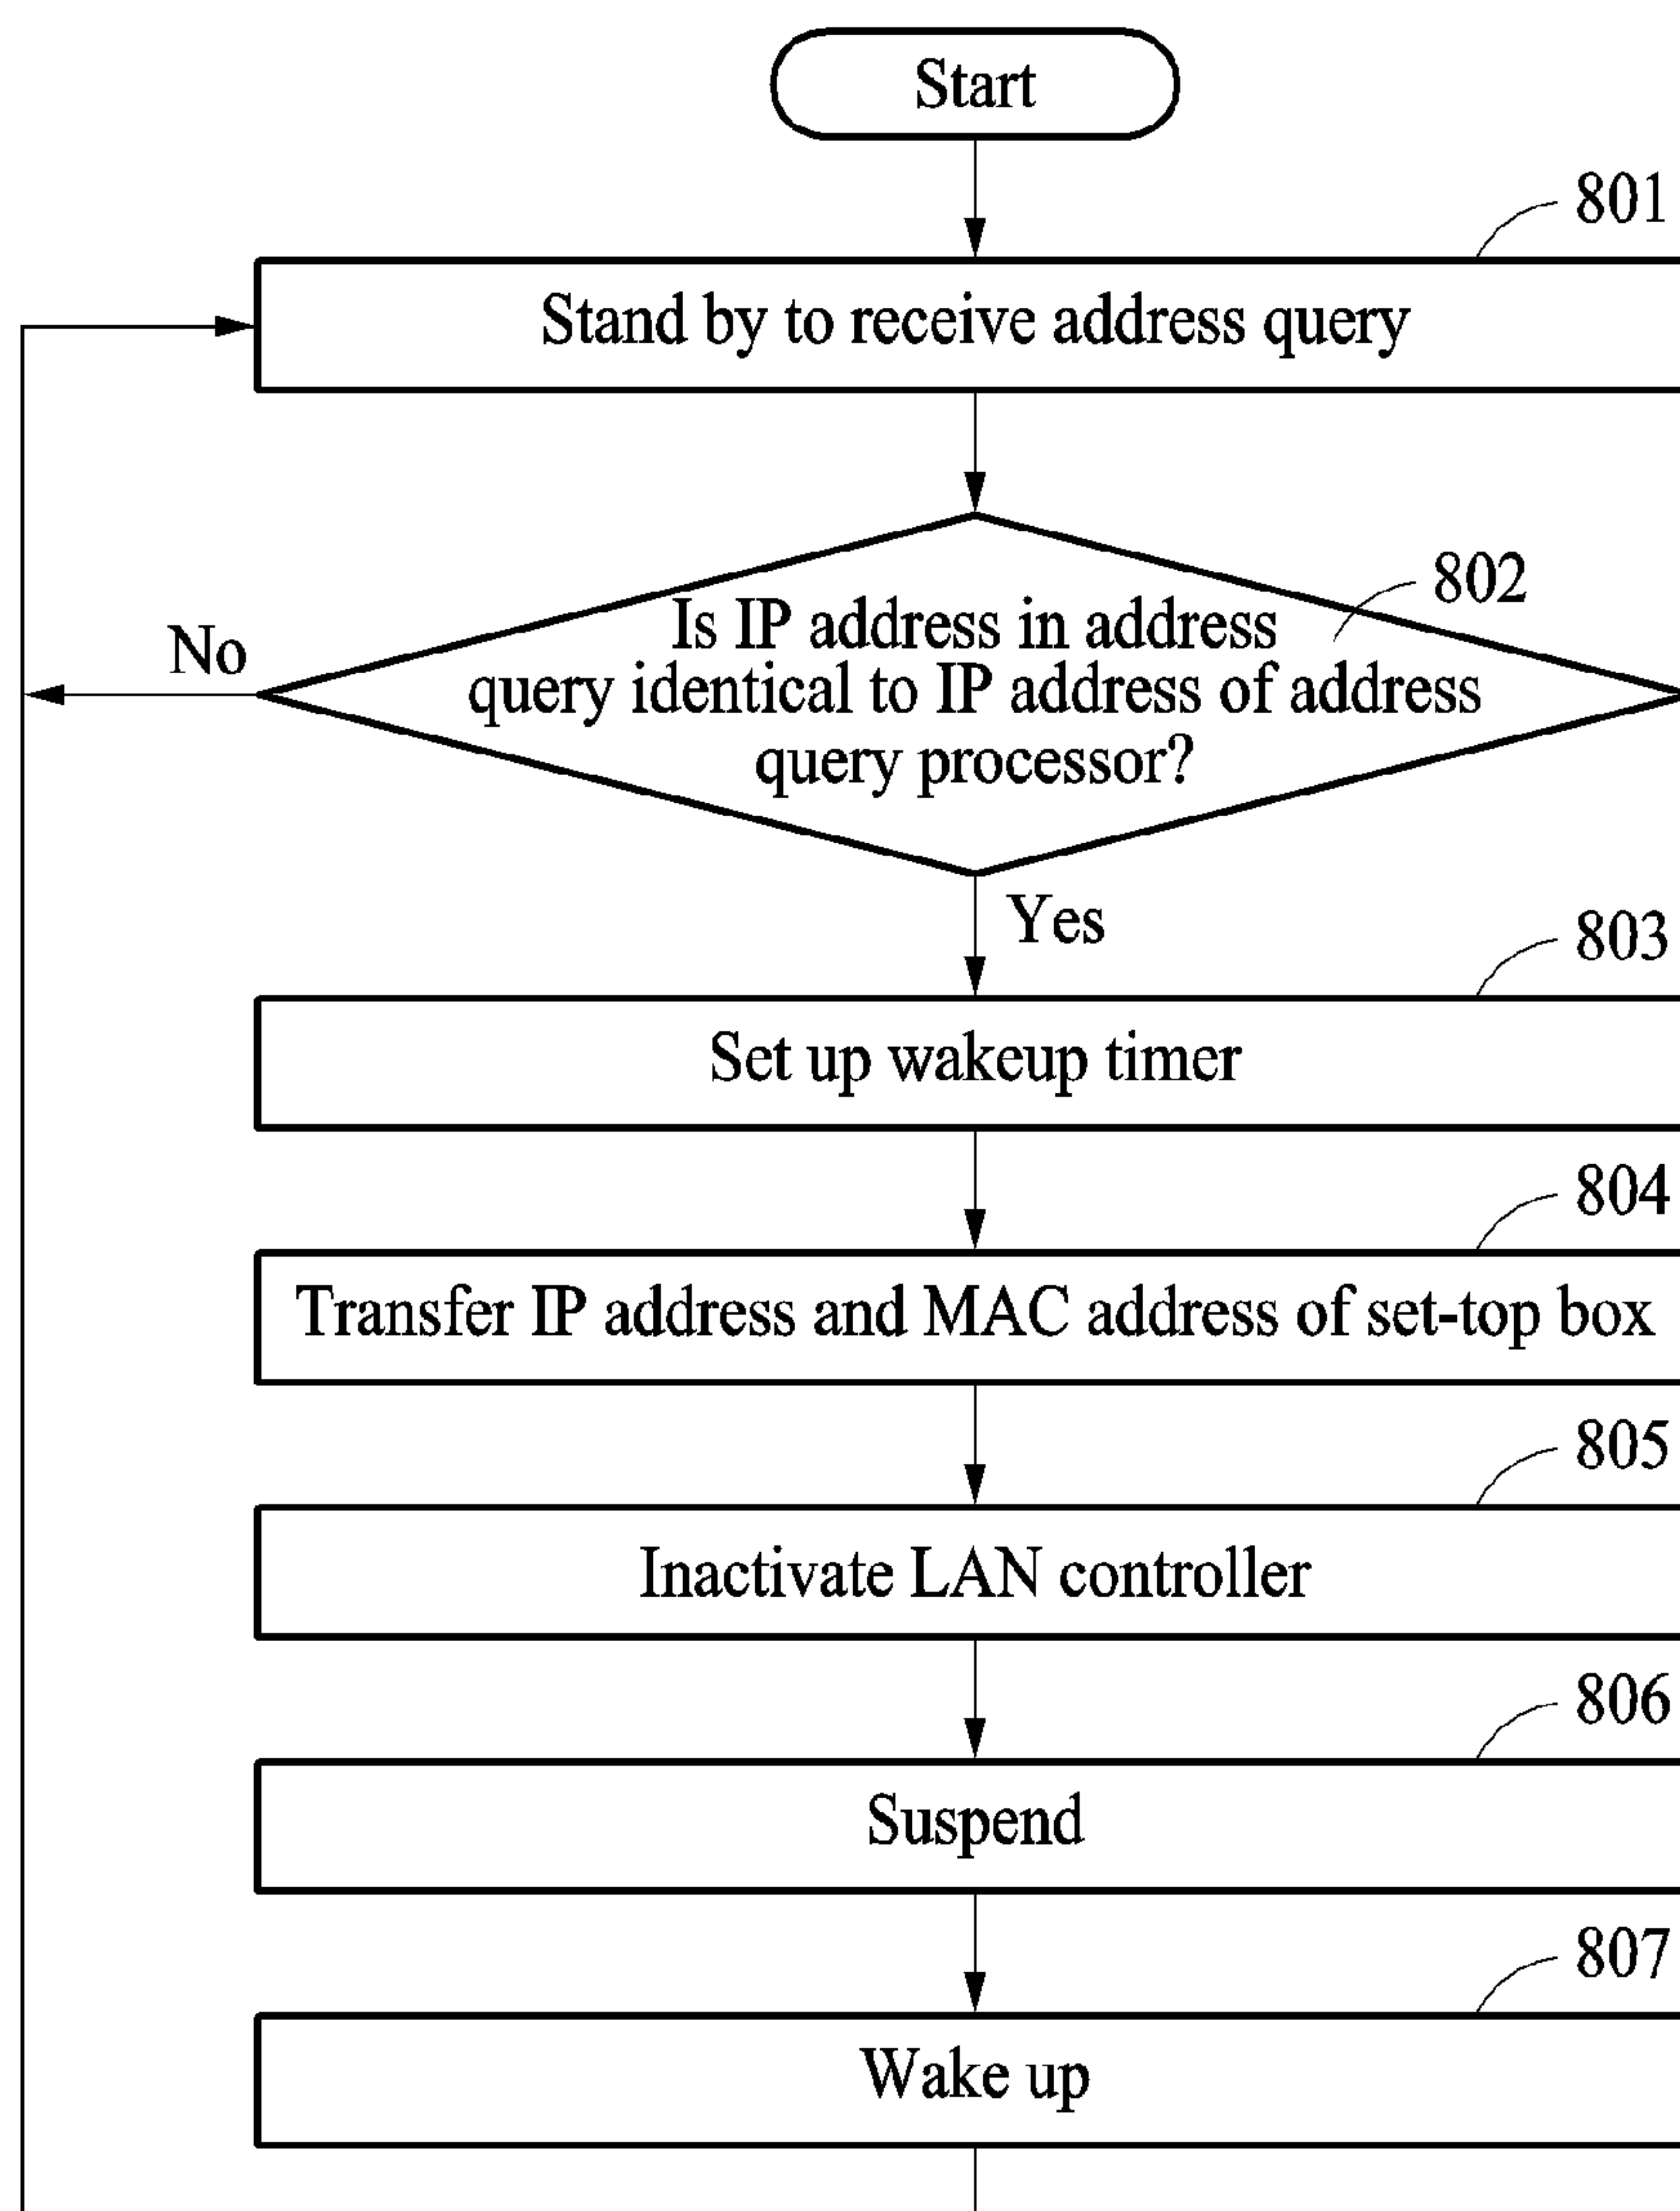 Start
801
Stand by to receive address query
802
Is IP address in address
query identical to IP address of address
query processor?
No
Yes
803
Set up wakeup timer
804
Transfer IP address and MAC address of set-top box
805
Inactivate LAN controller
806
Suspend
807
Wake up